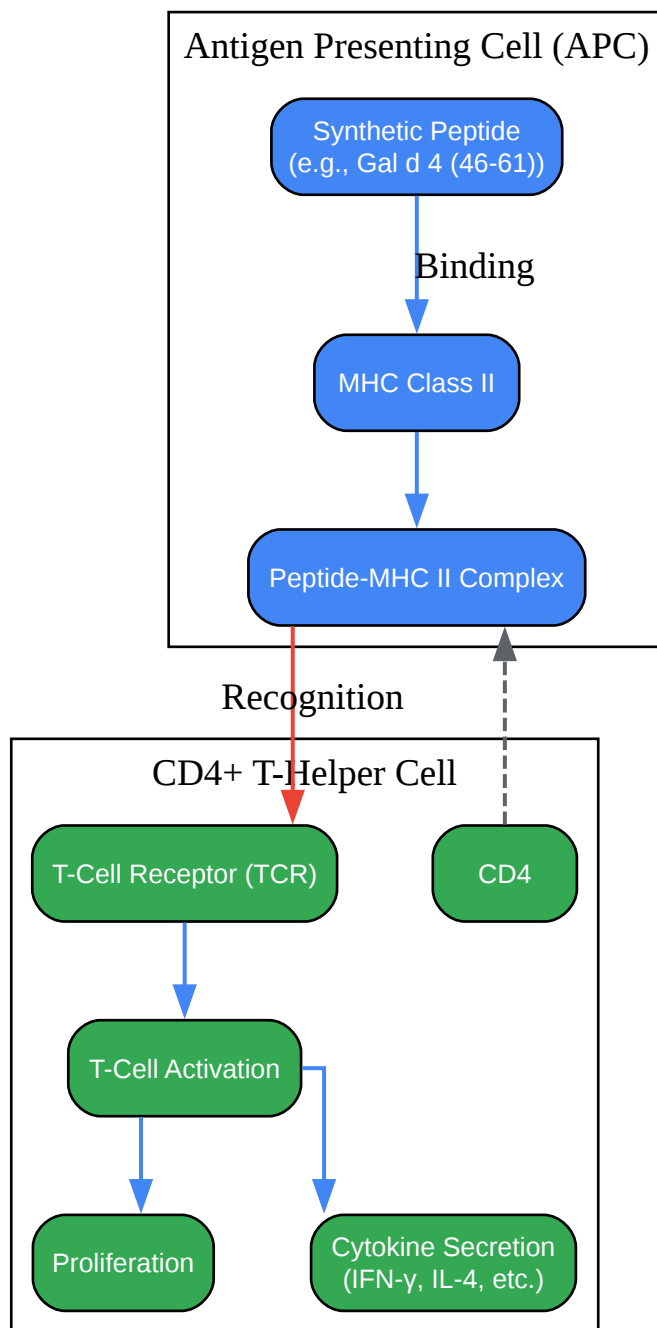 Antigen Presenting Cell (APC)
Synthetic Peptide
(e.g., Gal d 4 (46-61))
Binding
MHC Class II
Peptide-MHC II Complex
Recognition
CD4+ T-Helper Cell
T-Cell Receptor (TCR)
CD4
T-Cell Activation
Proliferation
Cytokine Secretion
(IFN-γ, IL-4, etc.)